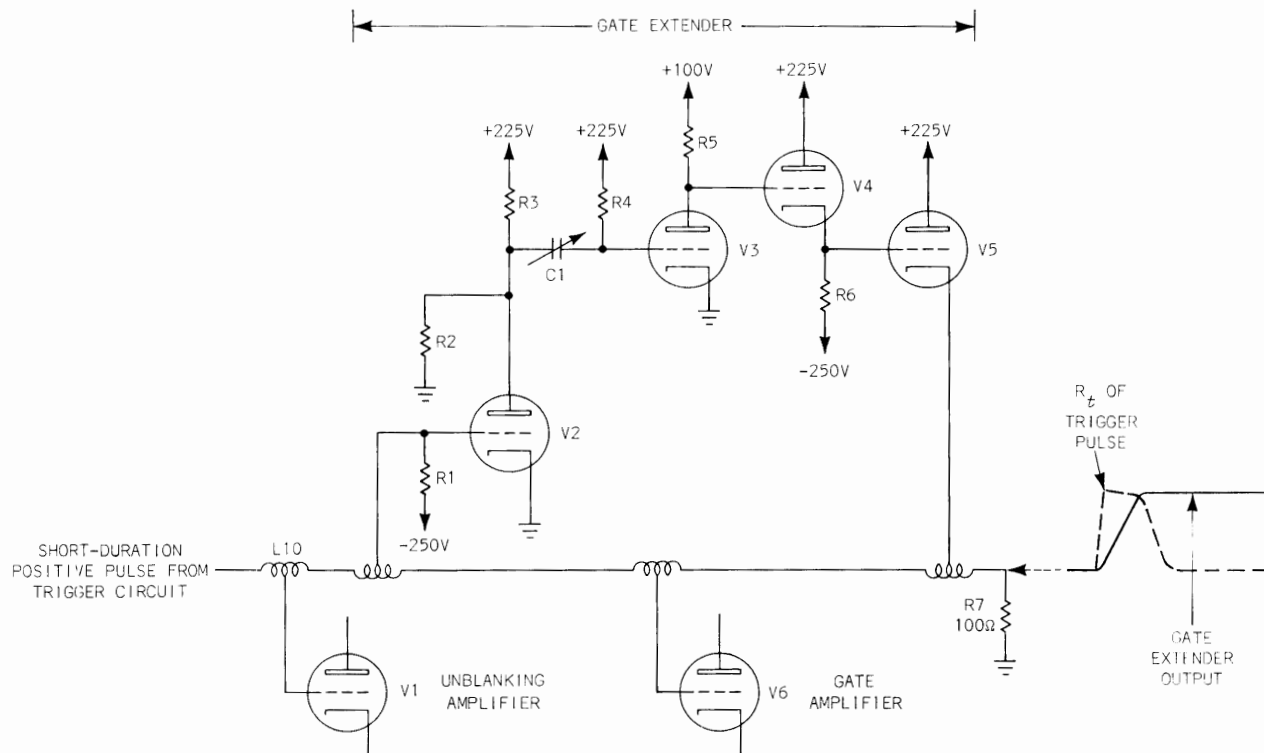 GATE EXTENDER
+100V
+225V
+225V
+225V
+225V
R5
R3
R4
V4
V3
V5
C1
R6
R2
-250V
V2
R1
-250V
Rt OF
TRIGGER
PULSE
SHORT-DURATION
POSITIVE PULSE FROM
TRIGGER CIRCUIT
L10
R7
100Ω
GATE
EXTENDER
OUTPUT
V1
UNBLANKING
AMPLIFIER
V6
GATE
AMPLIFIER